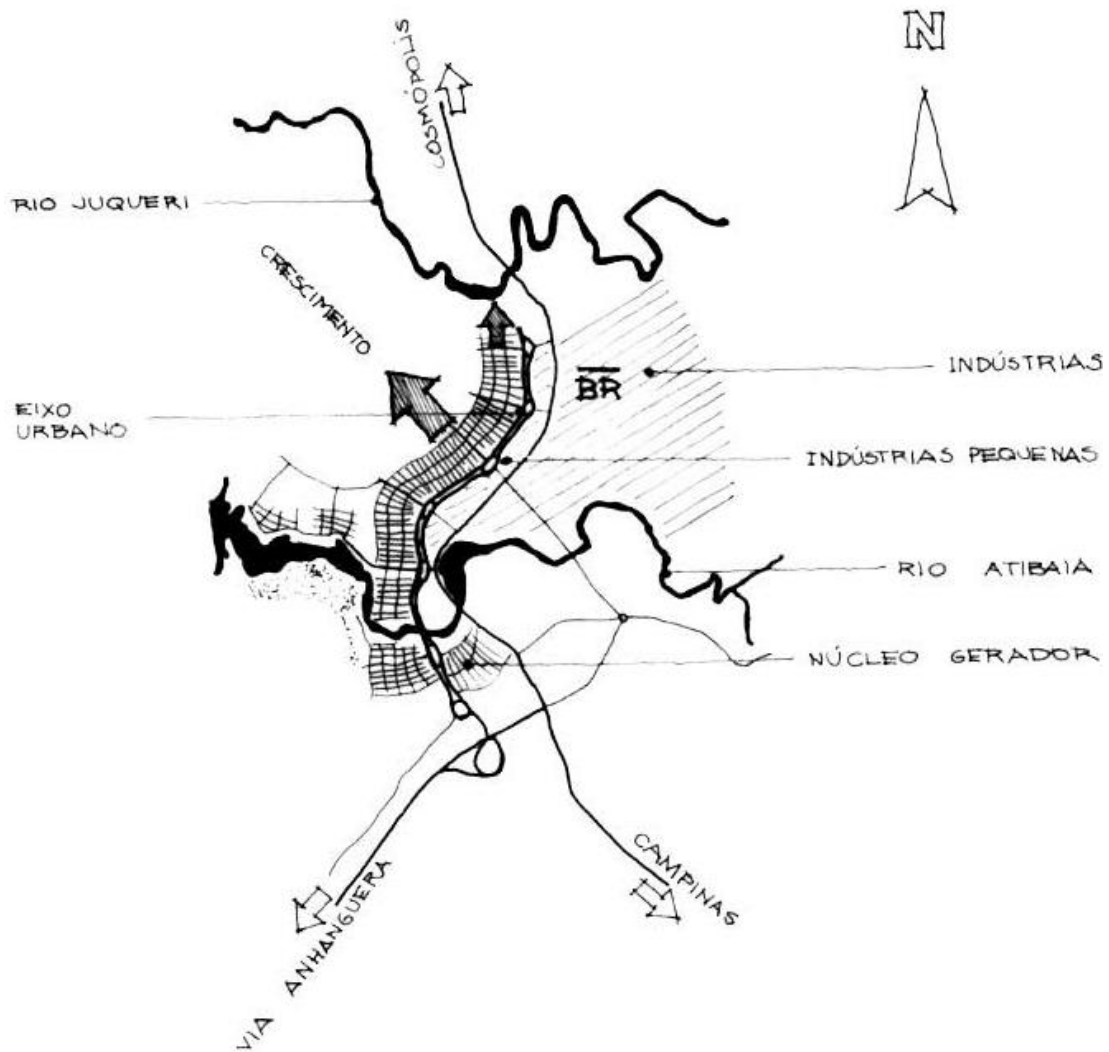 N
COSMÓPOLIS
RIO JUQUERI
CRESCIMENTO
INDÚSTRIAS
BR
EIXO
URBANO
INDÚSTRIAS PEQUENAS
RIO ATIBAIA
NÚCLEO GERADOR
CAMPINAS
VIA ANHANGUERA